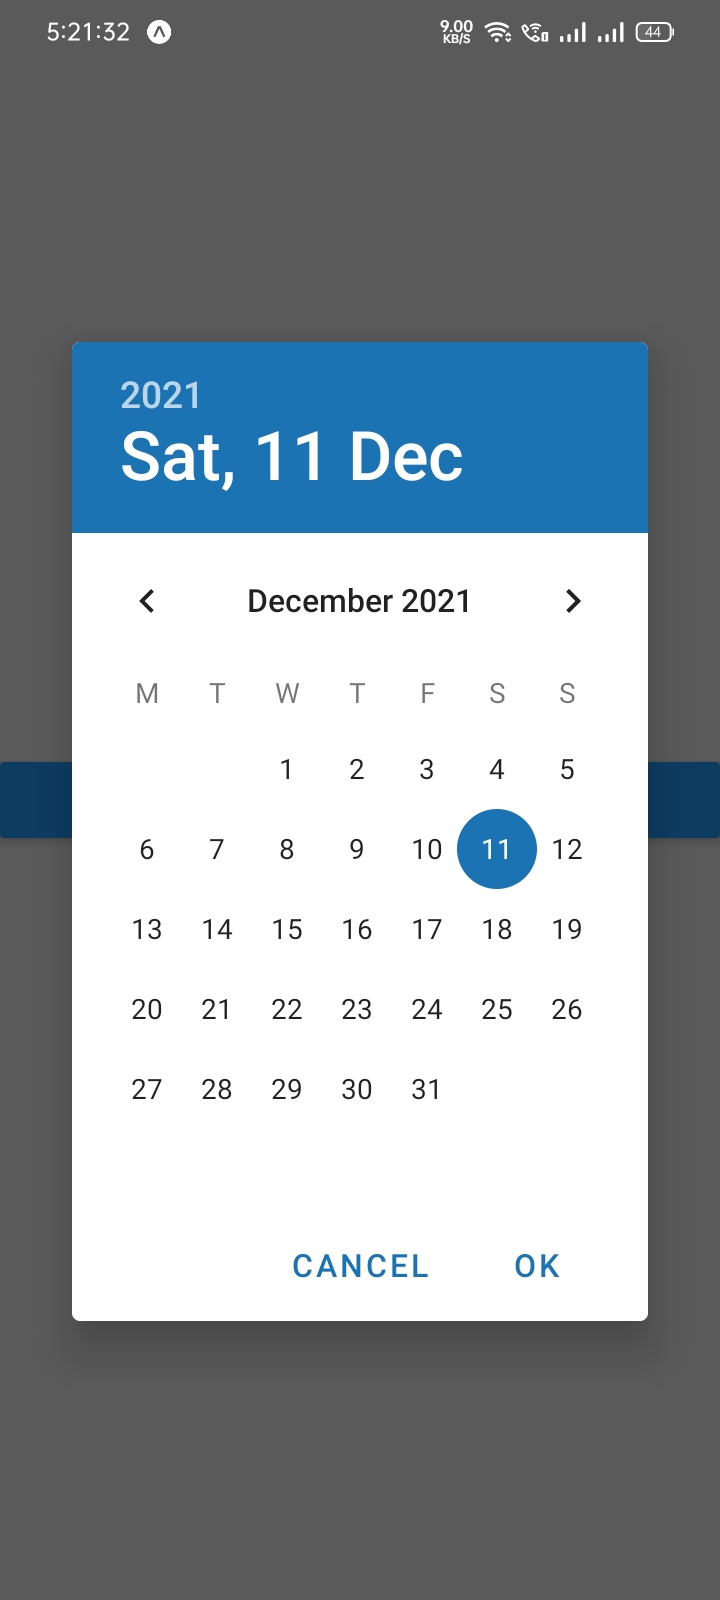 5:21:32 9.00 KB/S 44
2021
Sat, 11 Dec
December 2021
M T W T F S S
1 2 3 4 5
6 7 8 9 10 11 12
13 14 15 16 17 18 19
20 21 22 23 24 25 26
27 28 29 30 31
CANCEL OK